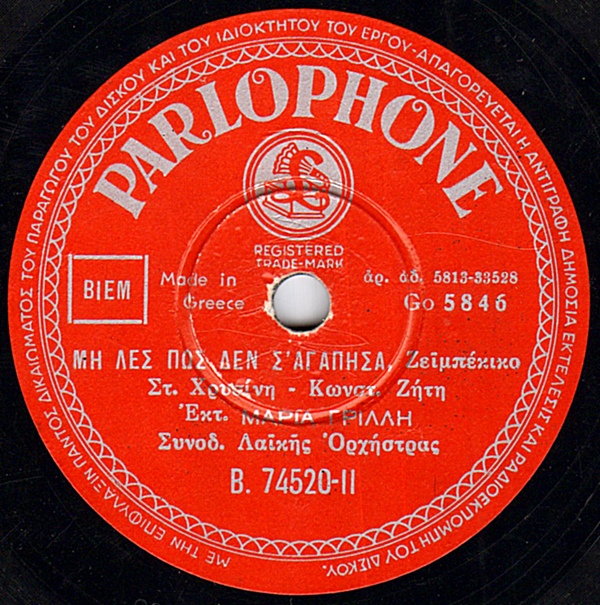 ΜΕ ΤΗΝ ΕΠΙΦΥΛΑΞΙΝ ΠΑΝΤΟΣ ΔΙΚΑΙΩΜΑΤΟΣ ΤΟΥ ΠΑΡΑΓΩΓΟΥ ΤΟΥ ΔΙΣΚΟΥ ΚΑΙ ΤΟΥ ΙΔΙΟΚΤΗΤΟΥ ΤΟΥ ΕΡΓΟΥ-ΑΠΑΓΟΡΕΥΕΤΑΙ Η ΑΝΤΙΓΡΑΦΗ ΔΗΜΟΣΙΑ ΕΚΤΕΛΕΣΙΣ ΚΑΙ ΡΑΔΙΟΕΚΠΟΜΠΗ ΤΟΥ ΔΙΣΚΟΥ.
PARLOPHONE
REGISTERED
TRADE-MARK
BIEM
Made in
Greece
ἀρ. ἀδ. 5813-33528
Go 5846
ΜΗ ΛΕΣ ΠΩΣ ΔΕΝ Σ'ΑΓΑΠΗΣΑ, Ζεϊμπέκικο
Στ. Χρυσίνη - Κωνστ. Ζήτη
Ἐκτ. ΜΑΡΙΑ ΓΡΙΛΛΗ
Συνοδ. Λαϊκῆς Ὀρχήστρας
B. 74520-II